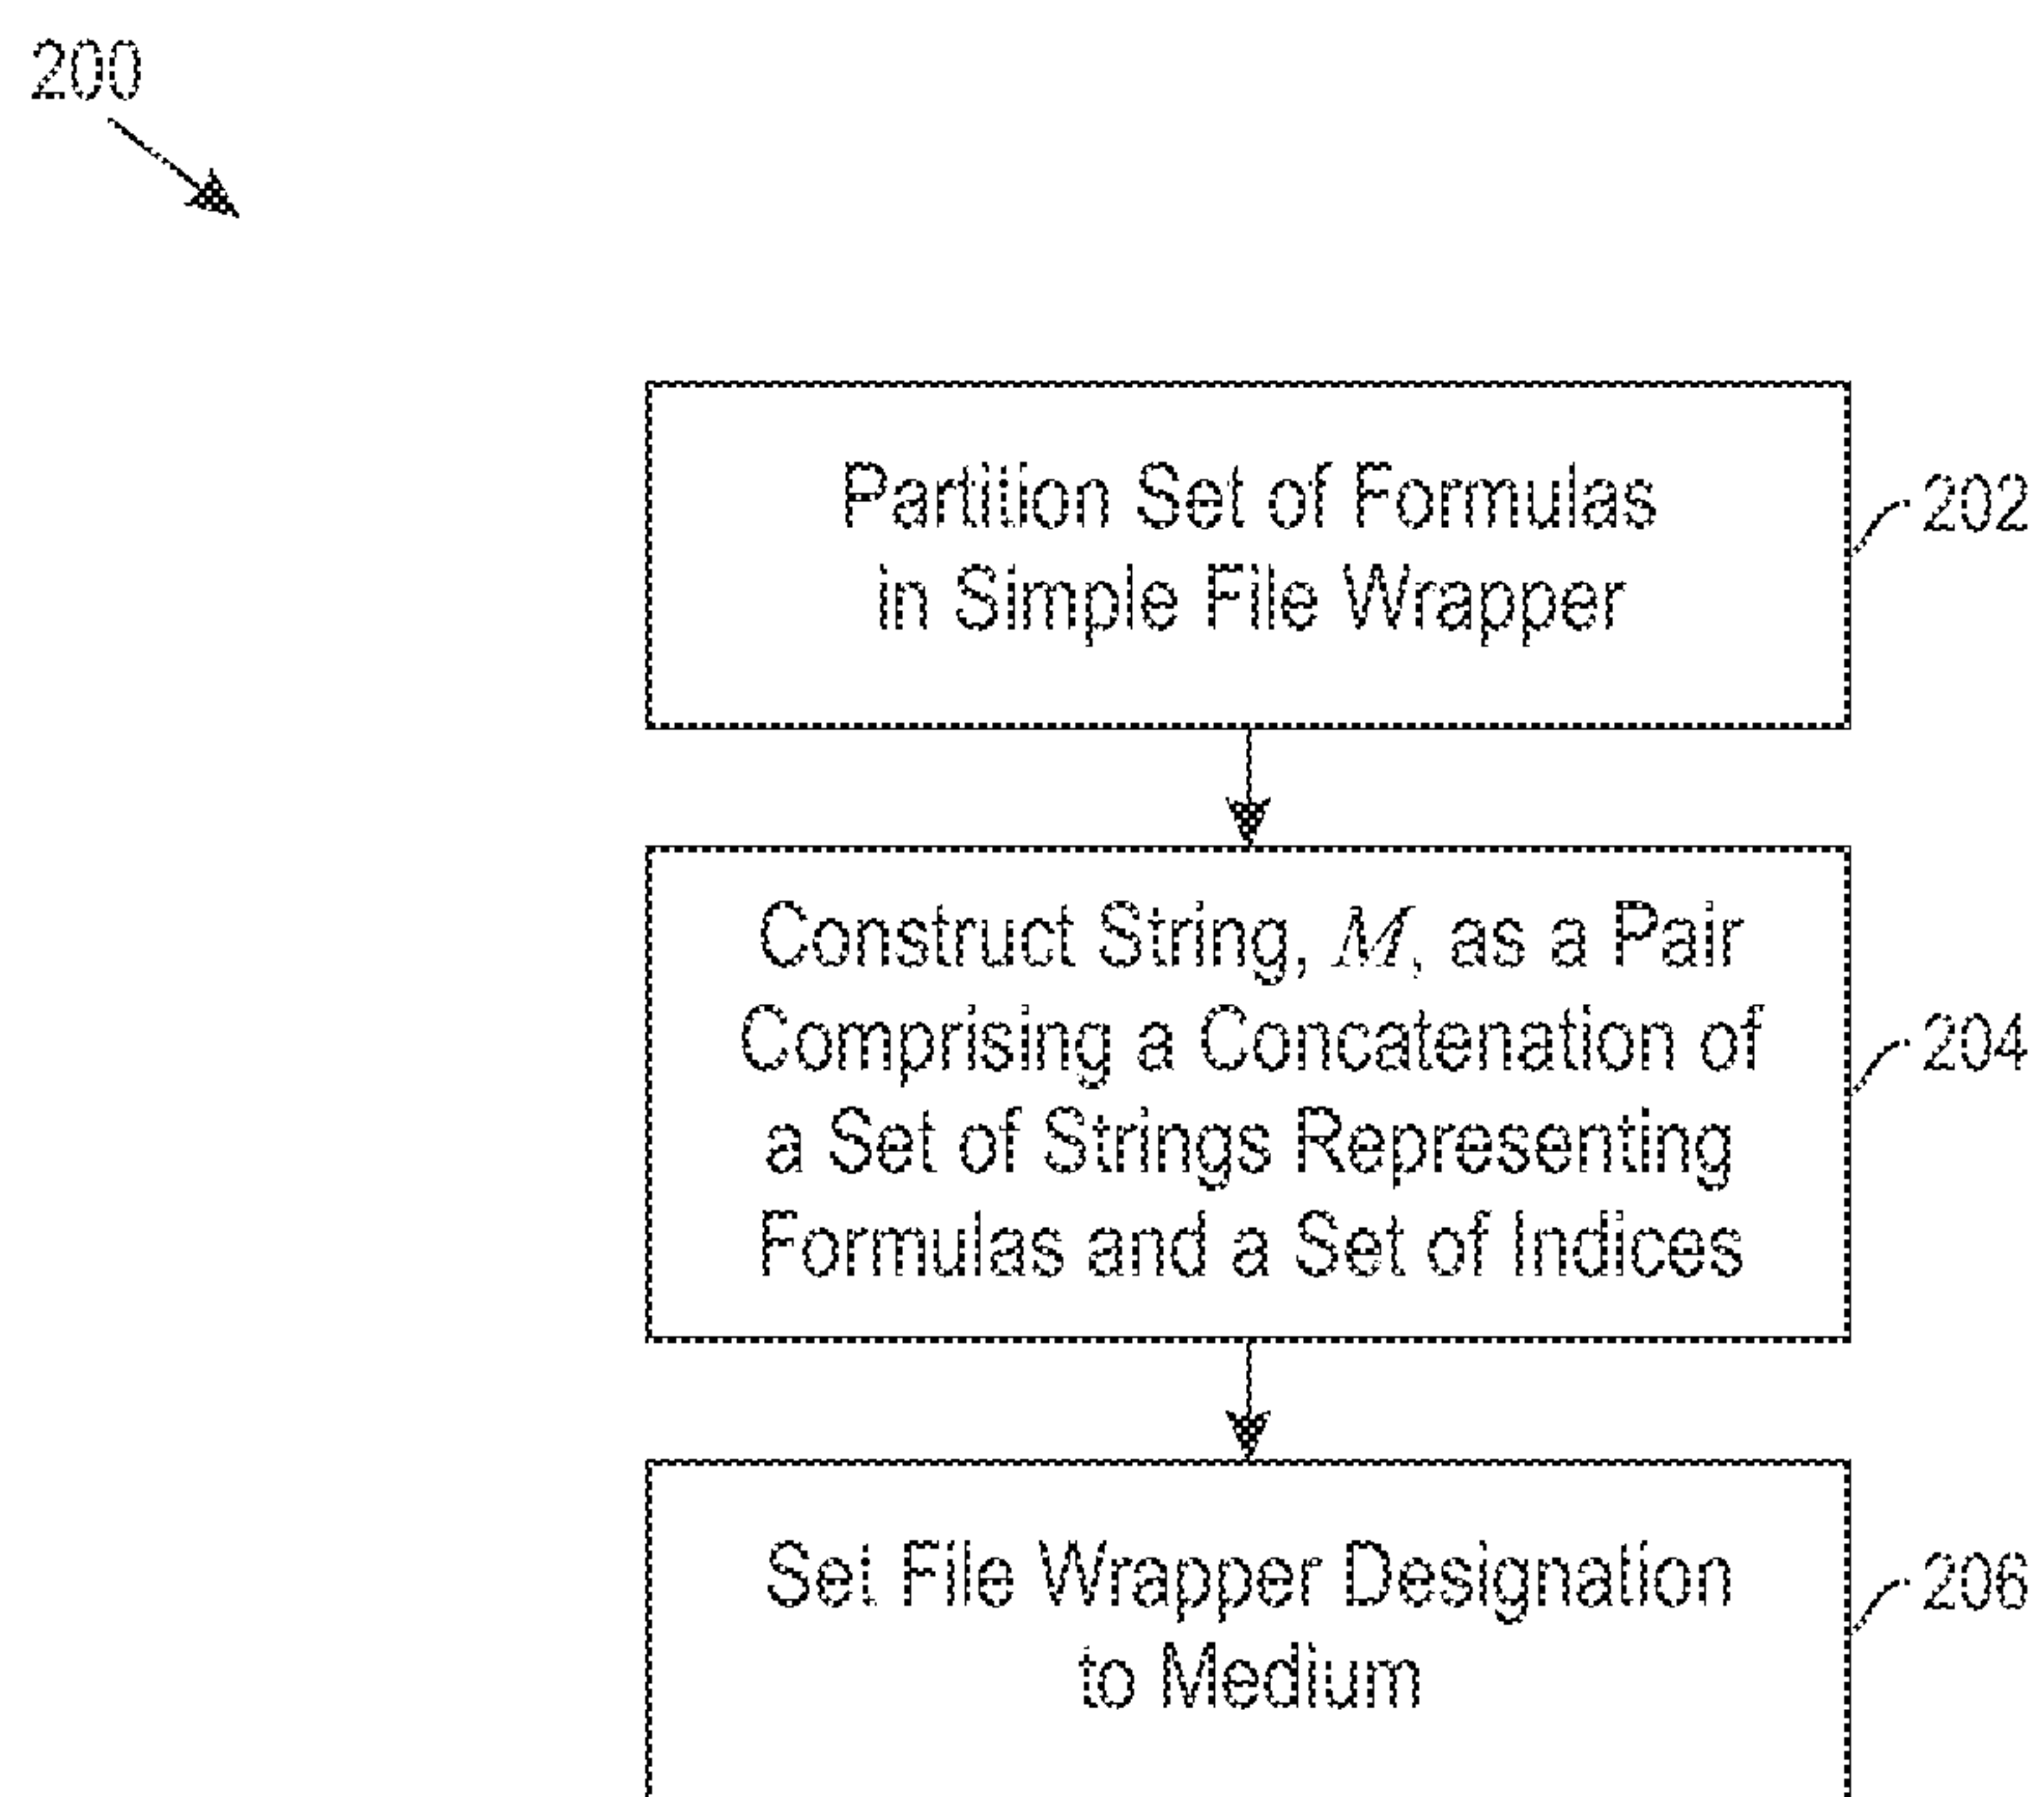 200
Partition Set of Formulas
in Simple File Wrapper
202
Construct String, M, as a Pair
Comprising a Concatenation of
a Set of Strings Representing
Formulas and a Set of Indices
204
Set File Wrapper Designation
to Medium
206